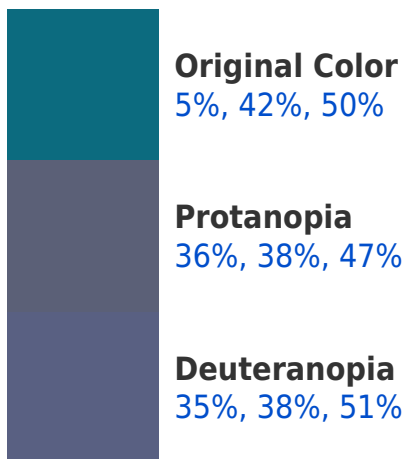 Original Color
5%, 42%, 50%
Protanopia
36%, 38%, 47%
Deuteranopia
35%, 38%, 51%